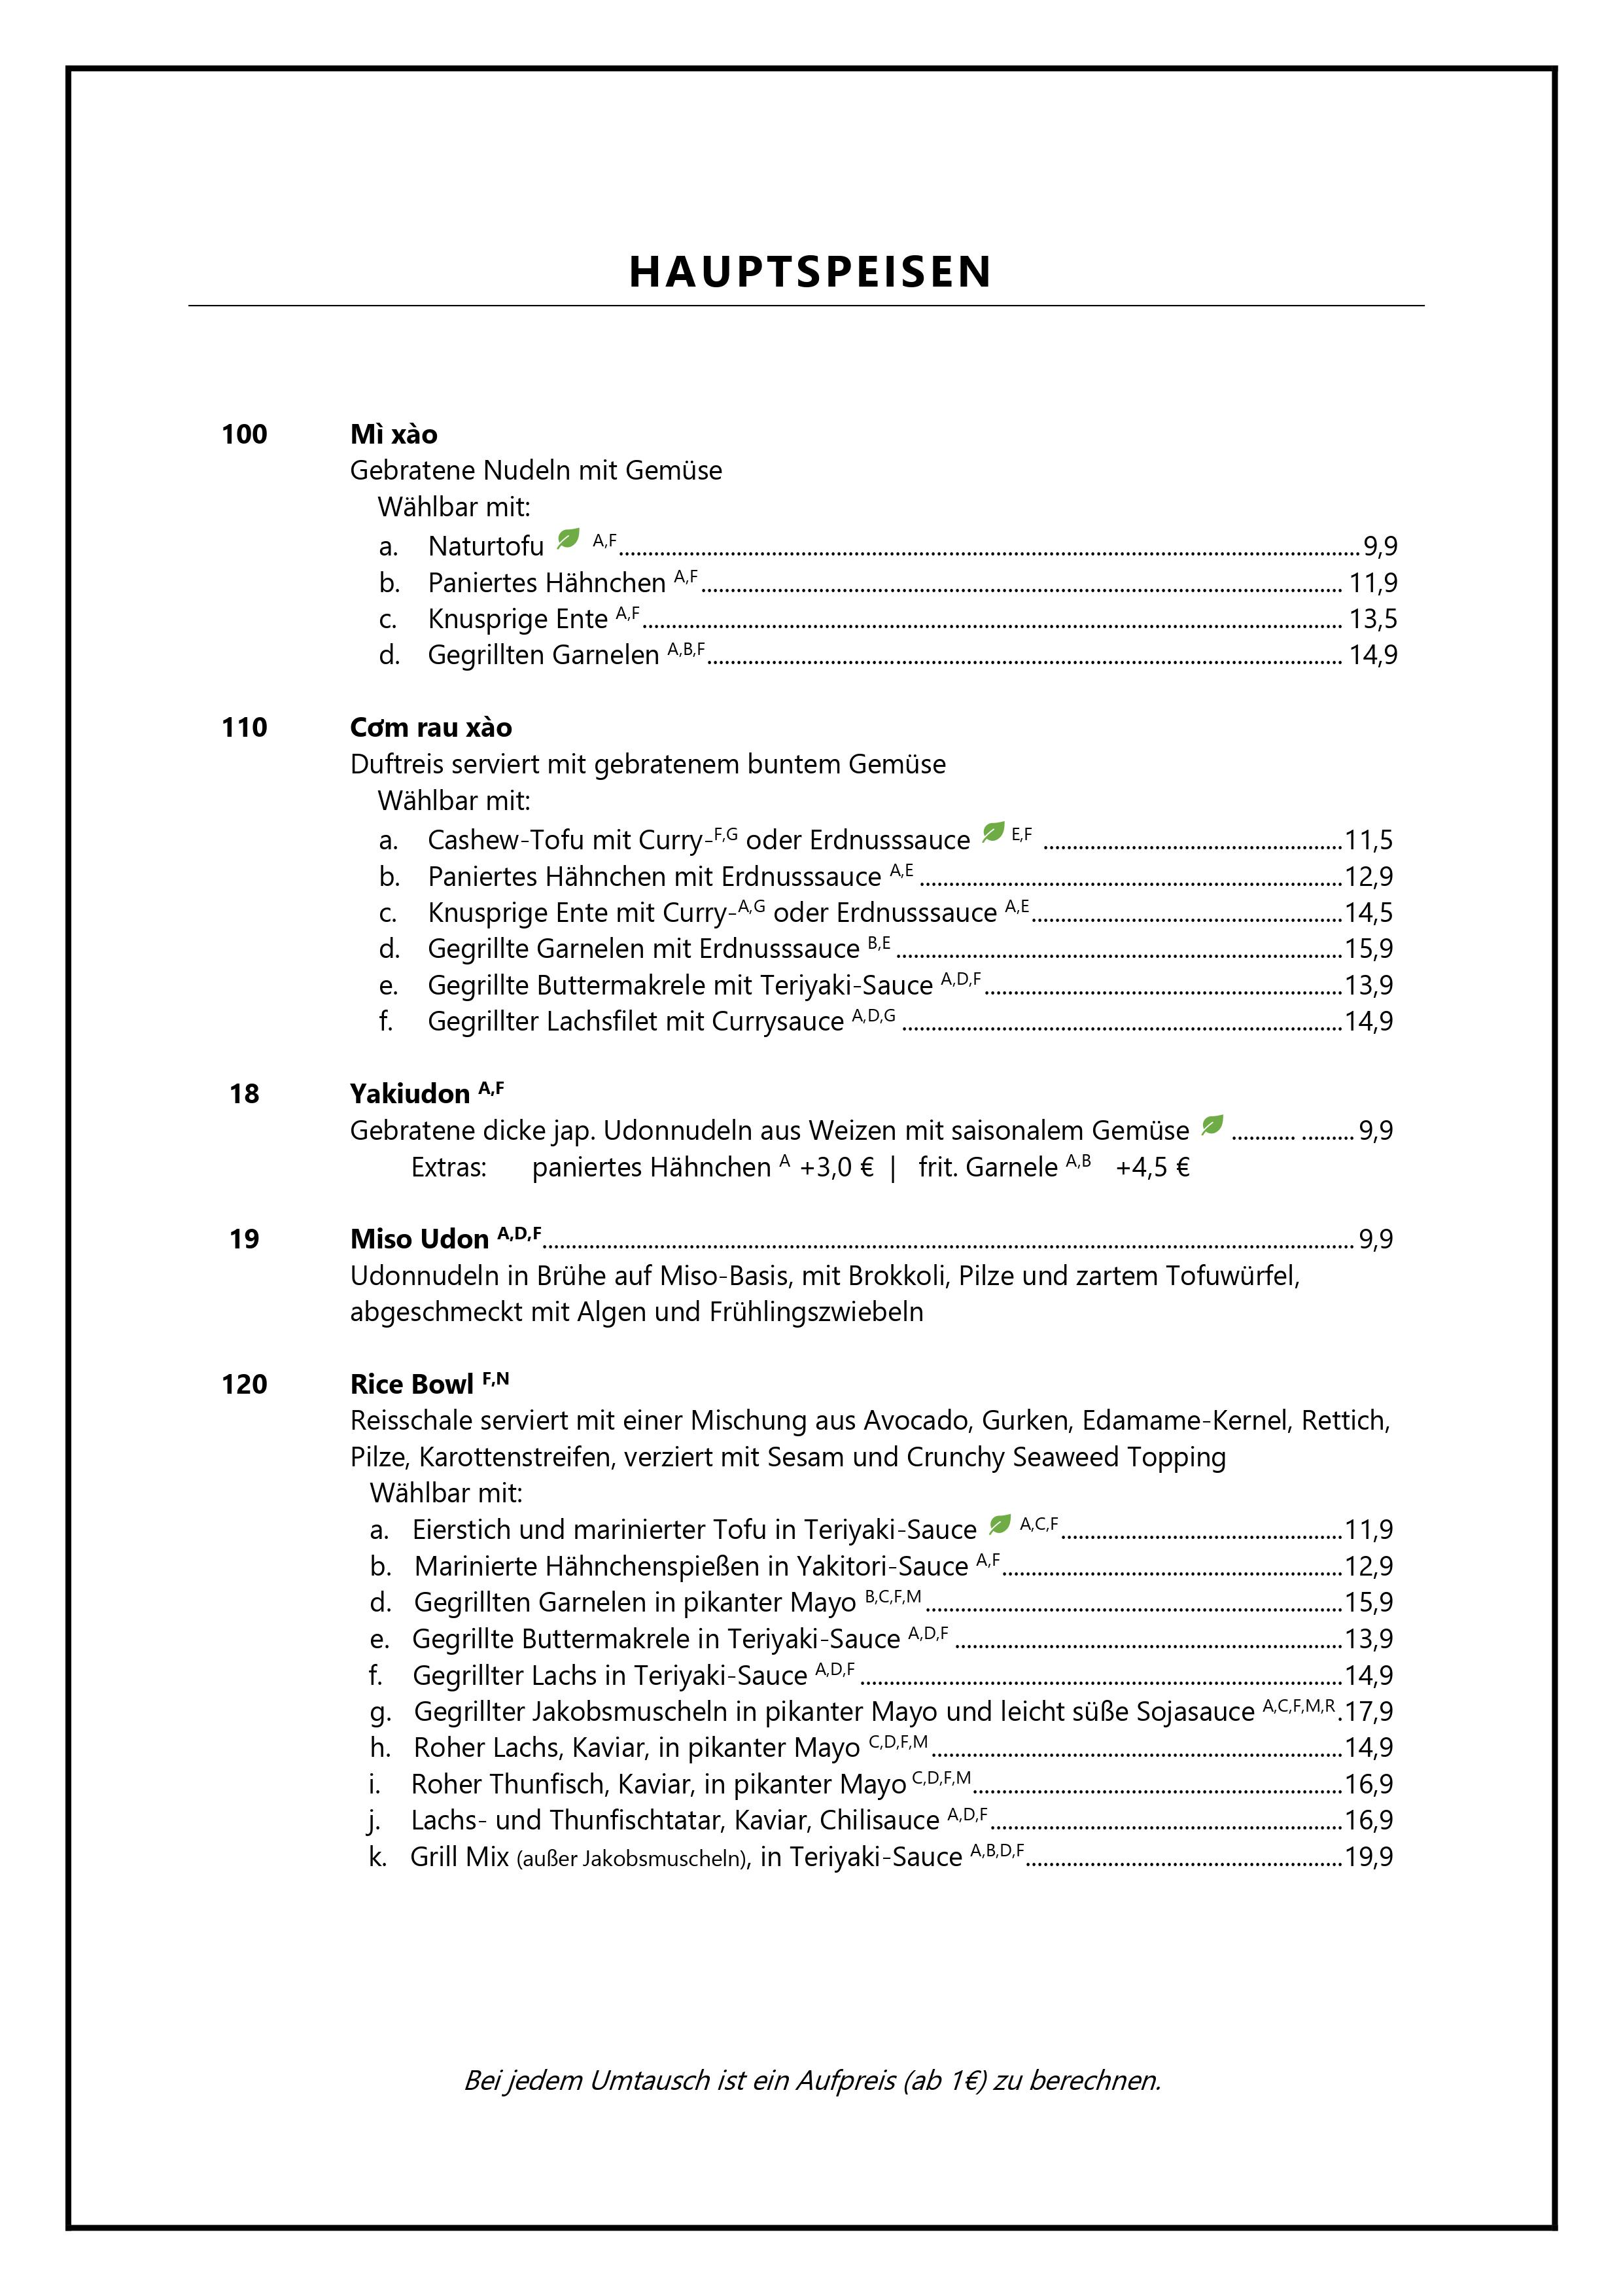 HAUPTSPEISEN
100 Mì xào
Gebratene Nudeln mit Gemüse
Wählbar mit:
a. Naturtofu A,F 9,9
b. Paniertes Hähnchen A,F 11,9
c. Knusprige Ente A,F 13,5
d. Gegrillten Garnelen A,B,F 14,9
110 Cơm rau xào
Duftreis serviert mit gebratenem buntem Gemüse
Wählbar mit:
a. Cashew-Tofu mit Curry-F,G oder Erdnusssauce E,F 11,5
b. Paniertes Hähnchen mit Erdnusssauce A,E 12,9
c. Knusprige Ente mit Curry-A,G oder Erdnusssauce A,E 14,5
d. Gegrillte Garnelen mit Erdnusssauce B,E 15,9
e. Gegrillte Buttermakrele mit Teriyaki-Sauce A,D,F 13,9
f. Gegrillter Lachsfilet mit Currysauce A,D,G 14,9
18 Yakiudon A,F
Gebratene dicke jap. Udonnudeln aus Weizen mit saisonalem Gemüse 9,9
Extras: paniertes Hähnchen A +3,0 € | frit. Garnele A,B +4,5 €
19 Miso Udon A,D,F 9,9
Udonnudeln in Brühe auf Miso-Basis, mit Brokkoli, Pilze und zartem Tofuwürfel,
abgeschmeckt mit Algen und Frühlingszwiebeln
120 Rice Bowl F,N
Reisschale serviert mit einer Mischung aus Avocado, Gurken, Edamame-Kernel, Rettich,
Pilze, Karottenstreifen, verziert mit Sesam und Crunchy Seaweed Topping
Wählbar mit:
a. Eierstich und marinierter Tofu in Teriyaki-Sauce A,C,F 11,9
b. Marinierte Hähnchenspießen in Yakitori-Sauce A,F 12,9
d. Gegrillten Garnelen in pikanter Mayo B,C,F,M 15,9
e. Gegrillte Buttermakrele in Teriyaki-Sauce A,D,F 13,9
f. Gegrillter Lachs in Teriyaki-Sauce A,D,F 14,9
g. Gegrillter Jakobsmuscheln in pikanter Mayo und leicht süße Sojasauce A,C,F,M,R 17,9
h. Roher Lachs, Kaviar, in pikanter Mayo C,D,F,M 14,9
i. Roher Thunfisch, Kaviar, in pikanter Mayo C,D,F,M 16,9
j. Lachs- und Thunfischtatar, Kaviar, Chilisauce A,D,F 16,9
k. Grill Mix (außer Jakobsmuscheln), in Teriyaki-Sauce A,B,D,F 19,9
Bei jedem Umtausch ist ein Aufpreis (ab 1€) zu berechnen.